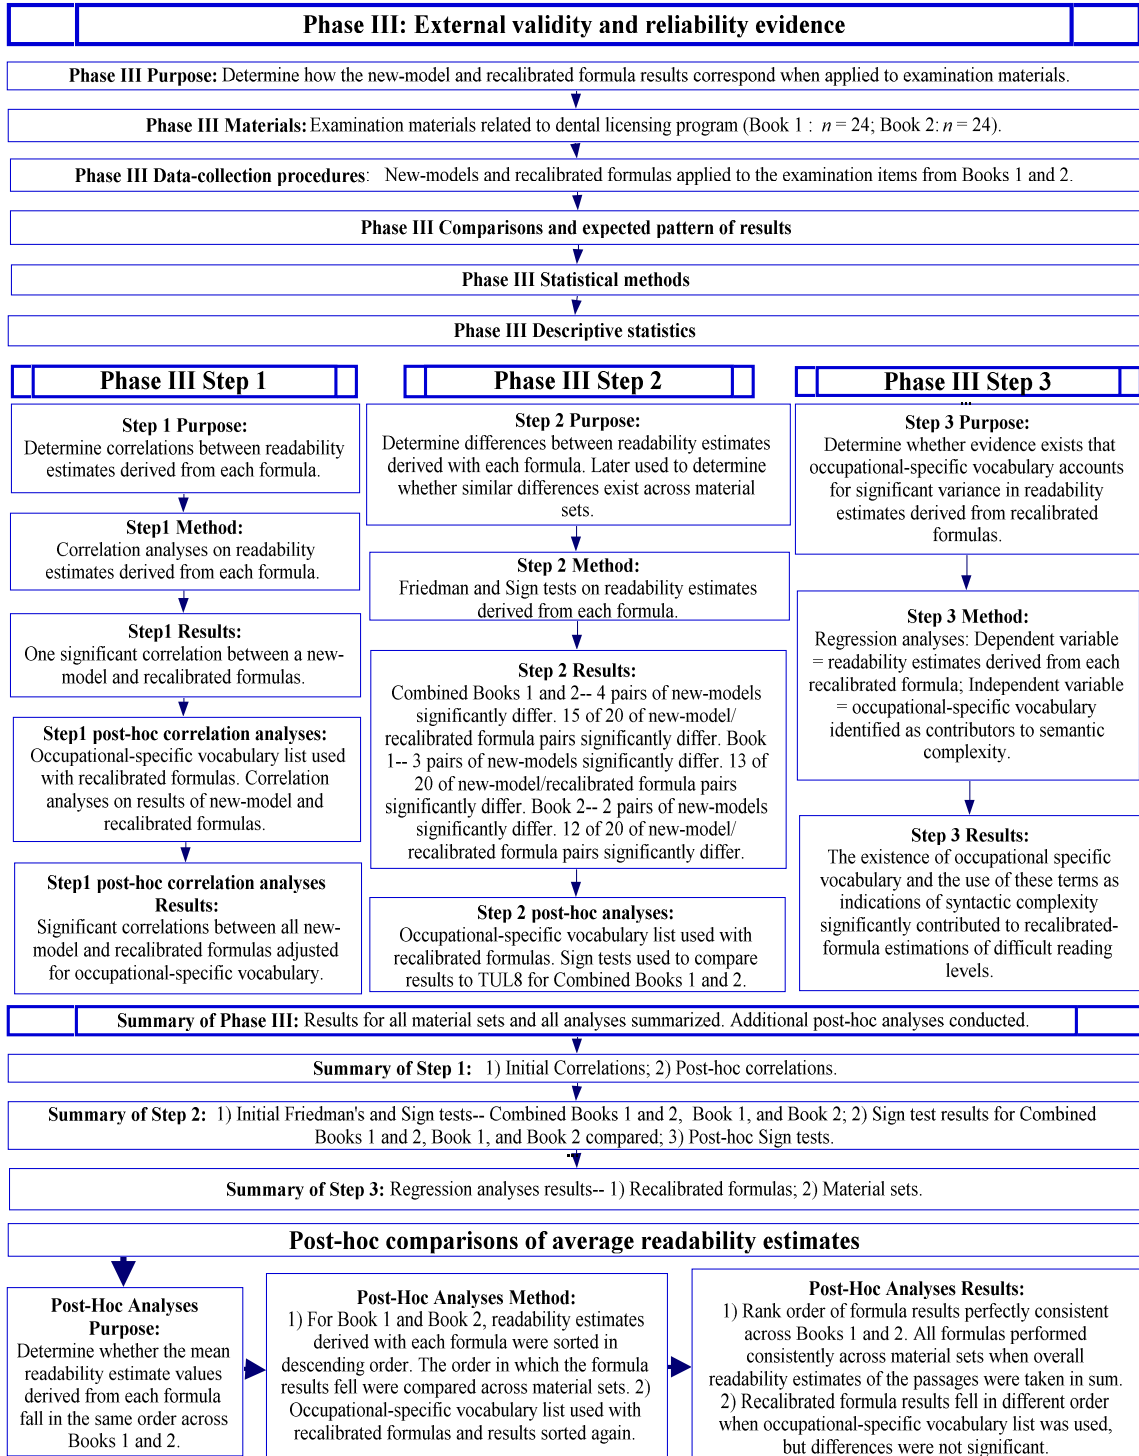 Phase III: External validity and reliability evidence
Phase III Purpose: Determine how the new-model and recalibrated formula results correspond when applied to examination materials.
Phase III Materials: Examination materials related to dental licensing program (Book 1 : n = 24; Book 2: n = 24).
Phase III Data-collection procedures: New-models and recalibrated formulas applied to the examination items from Books 1 and 2.
Phase III Comparisons and expected pattern of results
Phase III Statistical methods
Phase III Descriptive statistics
Phase III Step 1
Step 1 Purpose:
Determine correlations between readability
estimates derived from each formula.
Step1 Method:
Correlation analyses on readability
estimates derived from each formula.
Step1 Results:
One significant correlation between a new-
model and recalibrated formulas.
Step1 post-hoc correlation analyses:
Occupational-specific vocabulary list used
with recalibrated formulas. Correlation
analyses on results of new-model and
recalibrated formulas.
Step1 post-hoc correlation analyses
Results:
Significant correlations between all new-
model and recalibrated formulas adjusted
for occupational-specific vocabulary.
Phase III Step 2
Step 2 Purpose:
Determine differences between readability estimates
derived with each formula. Later used to determine
whether similar differences exist across material
sets.
Step 2 Method:
Friedman and Sign tests on readability estimates
derived from each formula.
Step 2 Results:
Combined Books 1 and 2-- 4 pairs of new-models
significantly differ. 15 of 20 of new-model/
recalibrated formula pairs significantly differ. Book
1-- 3 pairs of new-models significantly differ. 13 of
20 of new-model/recalibrated formula pairs
significantly differ. Book 2-- 2 pairs of new-models
significantly differ. 12 of 20 of new-model/
recalibrated formula pairs significantly differ.
Step 2 post-hoc analyses:
Occupational-specific vocabulary list used with
recalibrated formulas. Sign tests used to compare
results to TUL8 for Combined Books 1 and 2.
Phase III Step 3
Step 3 Purpose:
Determine whether evidence exists that
occupational-specific vocabulary accounts
for significant variance in readability
estimates derived from recalibrated
formulas.
Step 3 Method:
Regression analyses: Dependent variable
= readability estimates derived from each
recalibrated formula; Independent variable
= occupational-specific vocabulary
identified as contributors to semantic
complexity.
Step 3 Results:
The existence of occupational specific
vocabulary and the use of these terms as
indications of syntactic complexity
significantly contributed to recalibrated-
formula estimations of difficult reading
levels.
Summary of Phase III: Results for all material sets and all analyses summarized. Additional post-hoc analyses conducted.
Summary of Step 1: 1) Initial Correlations; 2) Post-hoc correlations.
Summary of Step 2: 1) Initial Friedman's and Sign tests-- Combined Books 1 and 2, Book 1, and Book 2; 2) Sign test results for Combined
Books 1 and 2, Book 1, and Book 2 compared; 3) Post-hoc Sign tests.
Summary of Step 3: Regression analyses results-- 1) Recalibrated formulas; 2) Material sets.
Post-hoc comparisons of average readability estimates
Post-Hoc Analyses
Purpose:
Determine whether the mean
readability estimate values
derived from each formula
fall in the same order across
Books 1 and 2.
Post-Hoc Analyses Method:
1) For Book 1 and Book 2, readability estimates
derived with each formula were sorted in
descending order. The order in which the formula
results fell were compared across material sets. 2)
Occupational-specific vocabulary list used with
recalibrated formulas and results sorted again.
Post-Hoc Analyses Results:
1) Rank order of formula results perfectly consistent
across Books 1 and 2. All formulas performed
consistently across material sets when overall
readability estimates of the passages were taken in sum.
2) Recalibrated formula results fell in different order
when occupational-specific vocabulary list was used,
but differences were not significant.